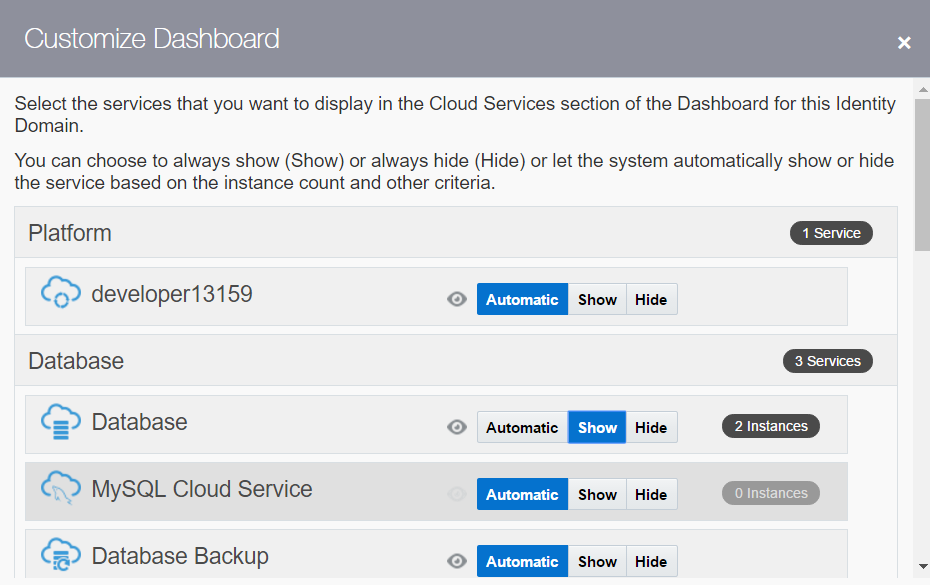 Customize Dashboard
×
Select the services that you want to display in the Cloud Services section of the Dashboard for this Identity
Domain.
You can choose to always show (Show) or always hide (Hide) or let the system automatically show or hide
the service based on the instance count and other criteria.
Platform 1 Service
developer13159 Automatic Show Hide
Database 3 Services
Database Automatic Show Hide 2 Instances
MySQL Cloud Service Automatic Show Hide 0 Instances
Database Backup Automatic Show Hide